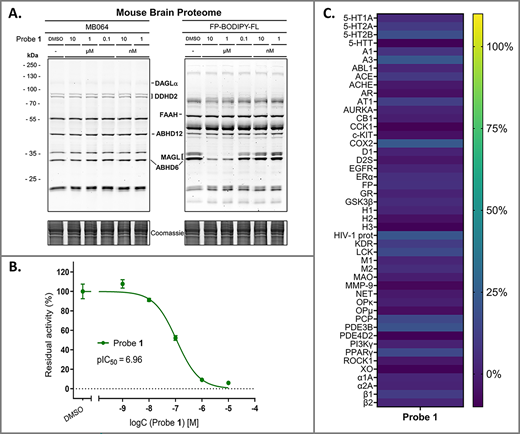 A.
Mouse Brain Proteome
MB064
FP-BODIPY-FL
Probe 1
DMSO 10 1 0.1 10 1
DMSO 10 1 0.1 10 1
- µM nM
- µM nM
kDa
- 250 -
- 130 -
- 100 -
- 70 -
- 55 -
- 35 -
- 25 -
DAGLα
DDHD2
FAAH
ABHD12
MAGL
ABHD6
Coomassie
B.
Residual activity (%)
120
100
80
60
40
20
0
Probe 1
pIC50 = 6.96
DMSO
-9 -8 -7 -6 -5 -4
logC (Probe 1) [M]
C.
5-HT1A
5-HT2A
5-HT2B
5-HTT
A1
A3
ABL1
ACE
ACHE
AR
AT1
AURKA
CB1
CCK1
c-KIT
COX2
D1
D2S
EGFR
ERα
FP
GR
GSK3β
H1
H2
H3
HIV-1 prot
KDR
LCK
M1
M2
MAO
MMP-9
NET
OPκ
OPµ
PCP
PDE3B
PDE4D2
PI3Kγ
PPARγ
ROCK1
XO
α1A
α2A
β1
β2
Probe 1
100%
75%
50%
25%
0%